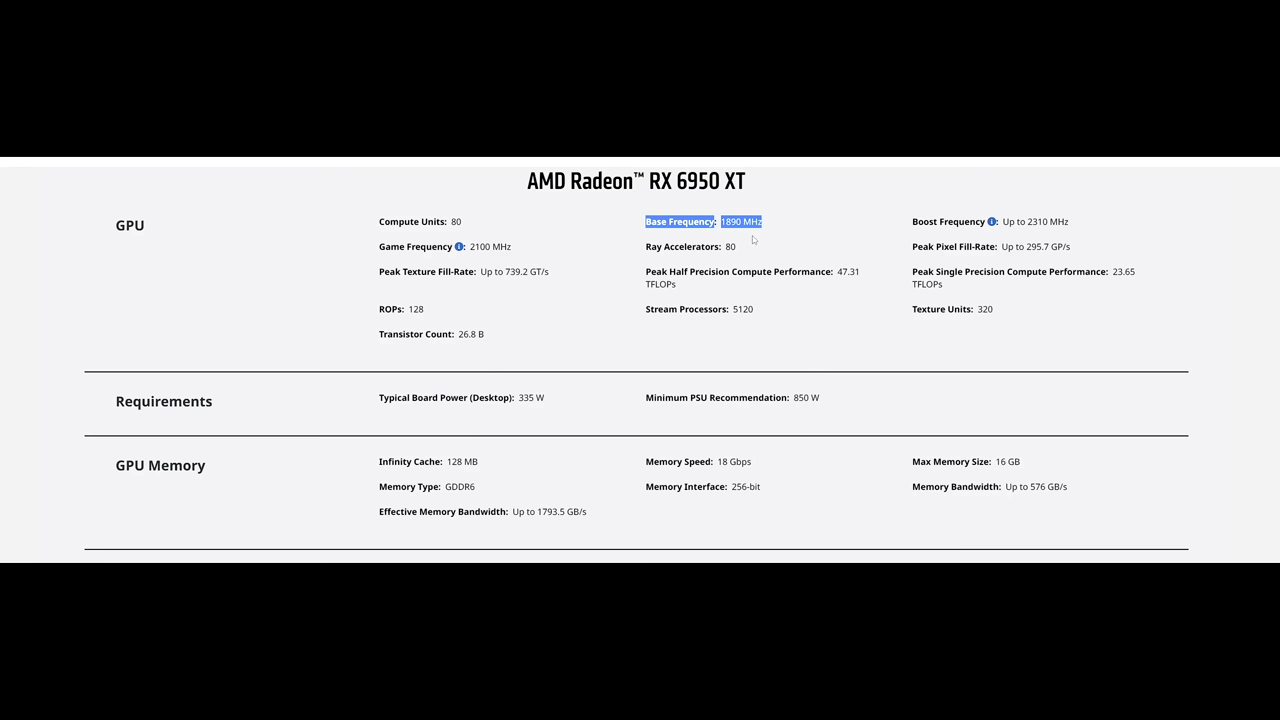 AMD Radeon™ RX 6950 XT
GPU
Compute Units: 80
Base Frequency: 1890 MHz
Boost Frequency i: Up to 2310 MHz
Game Frequency i: 2100 MHz
Ray Accelerators: 80
Peak Pixel Fill-Rate: Up to 295.7 GP/s
Peak Texture Fill-Rate: Up to 739.2 GT/s
Peak Half Precision Compute Performance: 47.31
TFLOPs
Peak Single Precision Compute Performance: 23.65
TFLOPs
ROPs: 128
Stream Processors: 5120
Texture Units: 320
Transistor Count: 26.8 B
Requirements
Typical Board Power (Desktop): 335 W
Minimum PSU Recommendation: 850 W
GPU Memory
Infinity Cache: 128 MB
Memory Speed: 18 Gbps
Max Memory Size: 16 GB
Memory Type: GDDR6
Memory Interface: 256-bit
Memory Bandwidth: Up to 576 GB/s
Effective Memory Bandwidth: Up to 1793.5 GB/s